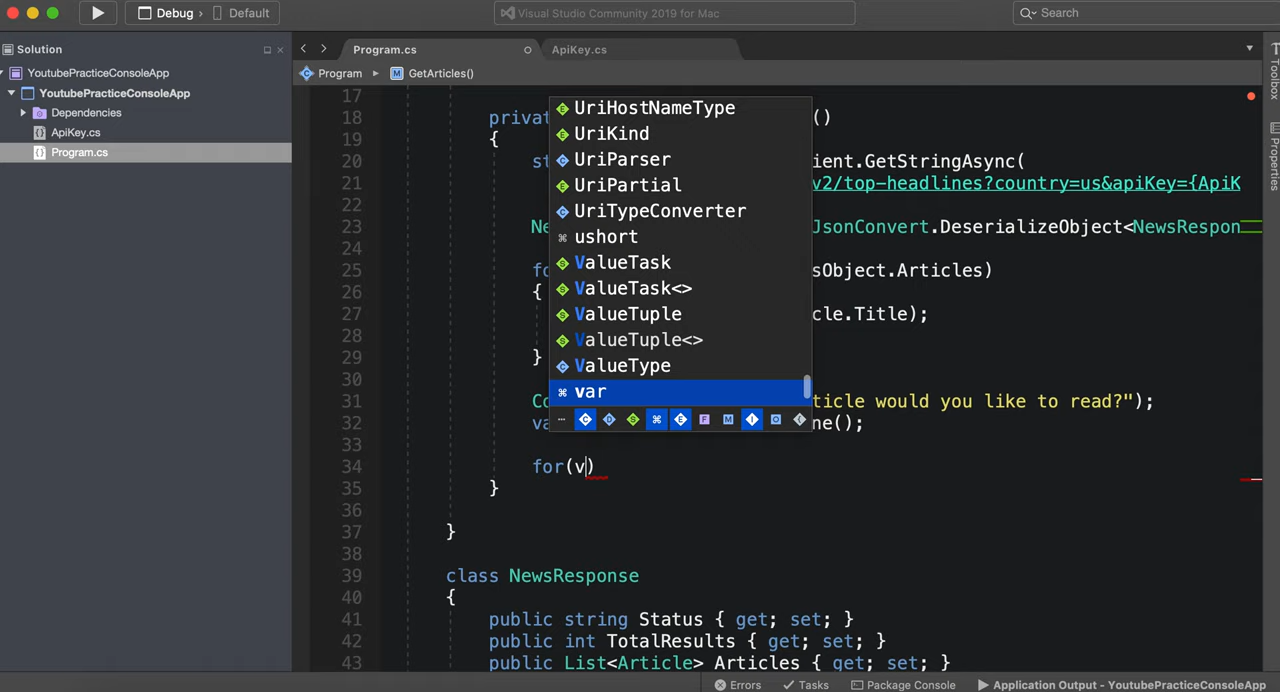 Debug › Default
Visual Studio Community 2019 for Mac
Search
Solution
Program.cs
ApiKey.cs
YoutubePracticeConsoleApp
YoutubePracticeConsoleApp
Dependencies
ApiKey.cs
Program.cs
Program
GetArticles()
17
18 privat ()
19 {
20 st ient.GetStringAsync(
21 v2/top-headlines?country=us&apiKey={ApiK
22
23 Ne JsonConvert.DeserializeObject<NewsRespon
24
25 fo sObject.Articles)
26 {
27 cle.Title);
28
29 }
30
31 Co ticle would you like to read?");
32 va ne();
33
34 for(v)
35 }
36
37 }
38
39 class NewsResponse
40 {
41 public string Status { get; set; }
42 public int TotalResults { get; set; }
43 public List<Article> Articles { get; set; }
UriHostNameType
UriKind
UriParser
UriPartial
UriTypeConverter
ushort
ValueTask
ValueTask<>
ValueTuple
ValueTuple<>
ValueType
var
Toolbox
Properties
Errors
Tasks
Package Console
Application Output - YoutubePracticeConsoleApp